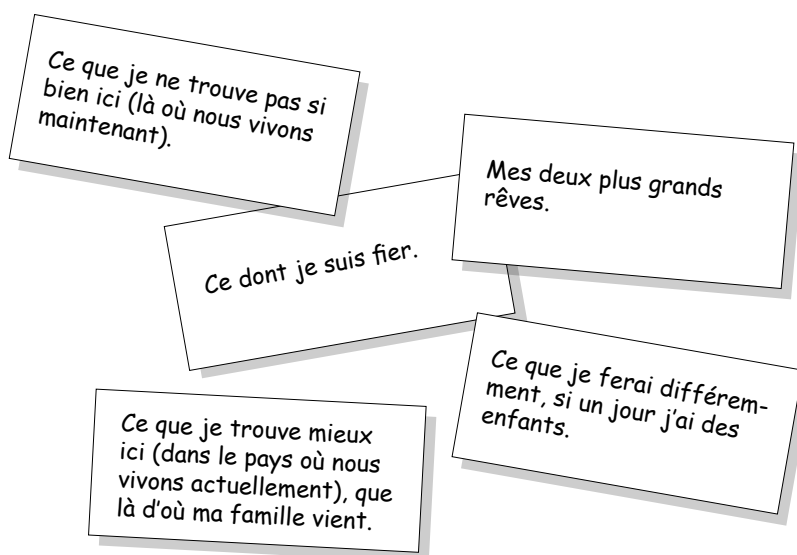 Ce que je ne trouve pas si
bien ici (là où nous vivons
maintenant).
Mes deux plus grands
rêves.
Ce dont je suis fier.
Ce que je ferai différem-
ment, si un jour j’ai des
enfants.
Ce que je trouve mieux
ici (dans le pays où nous
vivons actuellement), que
là d’où ma famille vient.